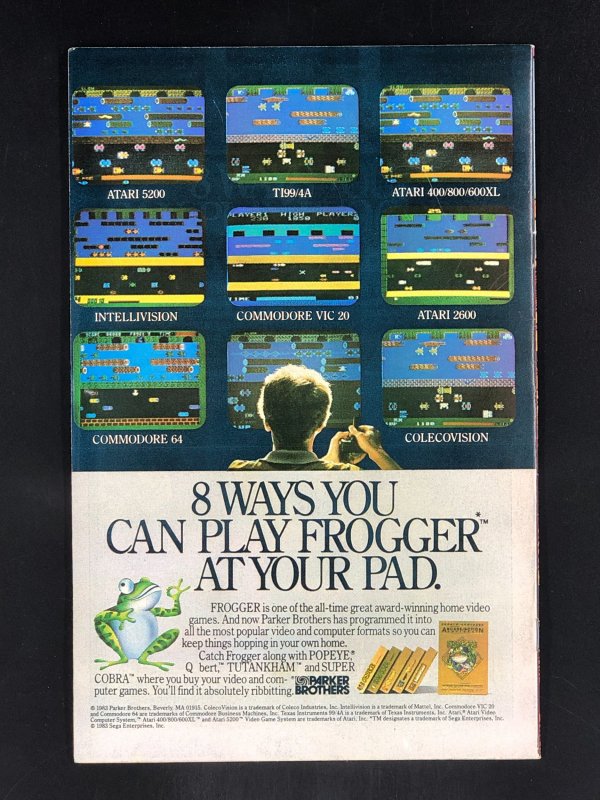 ATARI 5200
TI99/4A
ATARI 400/800/600XL
PLAYER1 HIGH PLAYER
INTELLIVISION
COMMODORE VIC 20
ATARI 2600
COMMODORE 64
COLECOVISION
8 WAYS YOU
CAN PLAY FROGGER*™
AT YOUR PAD.
FROGGER is one of the all-time great award-winning home video
games. And now Parker Brothers has programmed it into
all the most popular video and computer formats so you can
keep things hopping in your own home.
Catch Frogger along with POPEYE,®
Q*bert,™ TUTANKHAM™ and SUPER
COBRA™ where you buy your video and com-
puter games. You'll find it absolutely ribbitting.
PARKER
BROTHERS
© 1983 Parker Brothers, Beverly, MA 01915. ColecoVision is a trademark of Coleco Industries, Inc. Intellivision is a trademark of Mattel, Inc. Commodore VIC 20
and Commodore 64 are trademarks of Commodore Business Machines, Inc. Texas Instruments 99/4A is a trademark of Texas Instruments, Inc. Atari,® Atari Video
Computer System,™ Atari 400/800/600XL™ and Atari 5200™ Video Game System are trademarks of Atari, Inc. *TM designates a trademark of Sega Enterprises, Inc.
© 1983 Sega Enterprises, Inc.